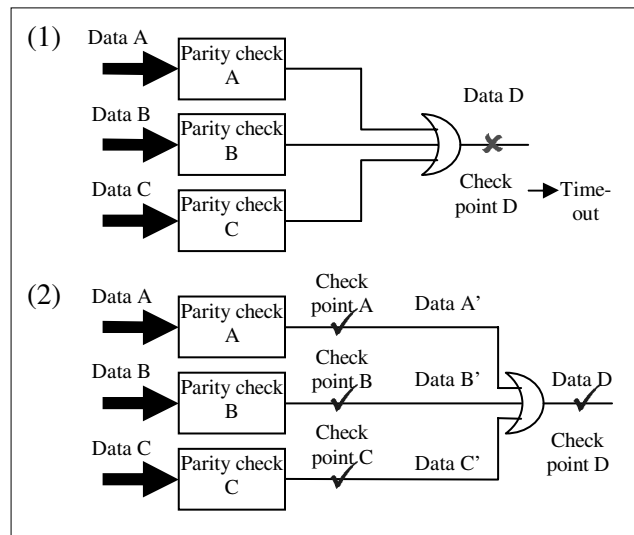 (1)
Data A
Parity check
A
Data B
Parity check
B
Data C
Parity check
C
Data D
Check
point D
Time-
out
(2)
Data A
Parity check
A
Check
point A
Data A’
Data B
Parity check
B
Check
point B
Data B’
Data C
Parity check
C
Check
point C
Data C’
Data D
Check
point D